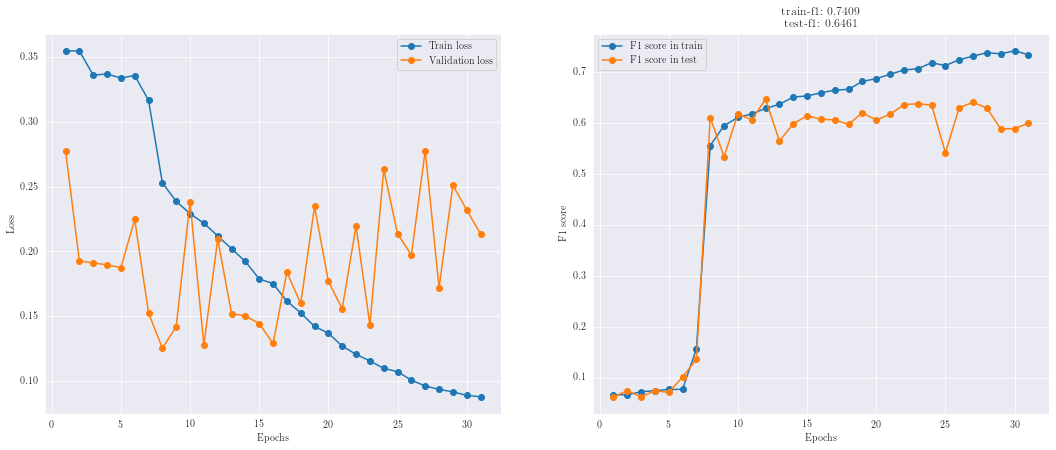 Train loss
Validation loss
0.35
0.30
0.25
0.20
0.15
0.10
Loss
0
5
10
15
20
25
30
Epochs
train-f1: 0.7409
test-f1: 0.6461
F1 score in train
F1 score in test
0.7
0.6
0.5
0.4
0.3
0.2
0.1
F1 score
0
5
10
15
20
25
30
Epochs